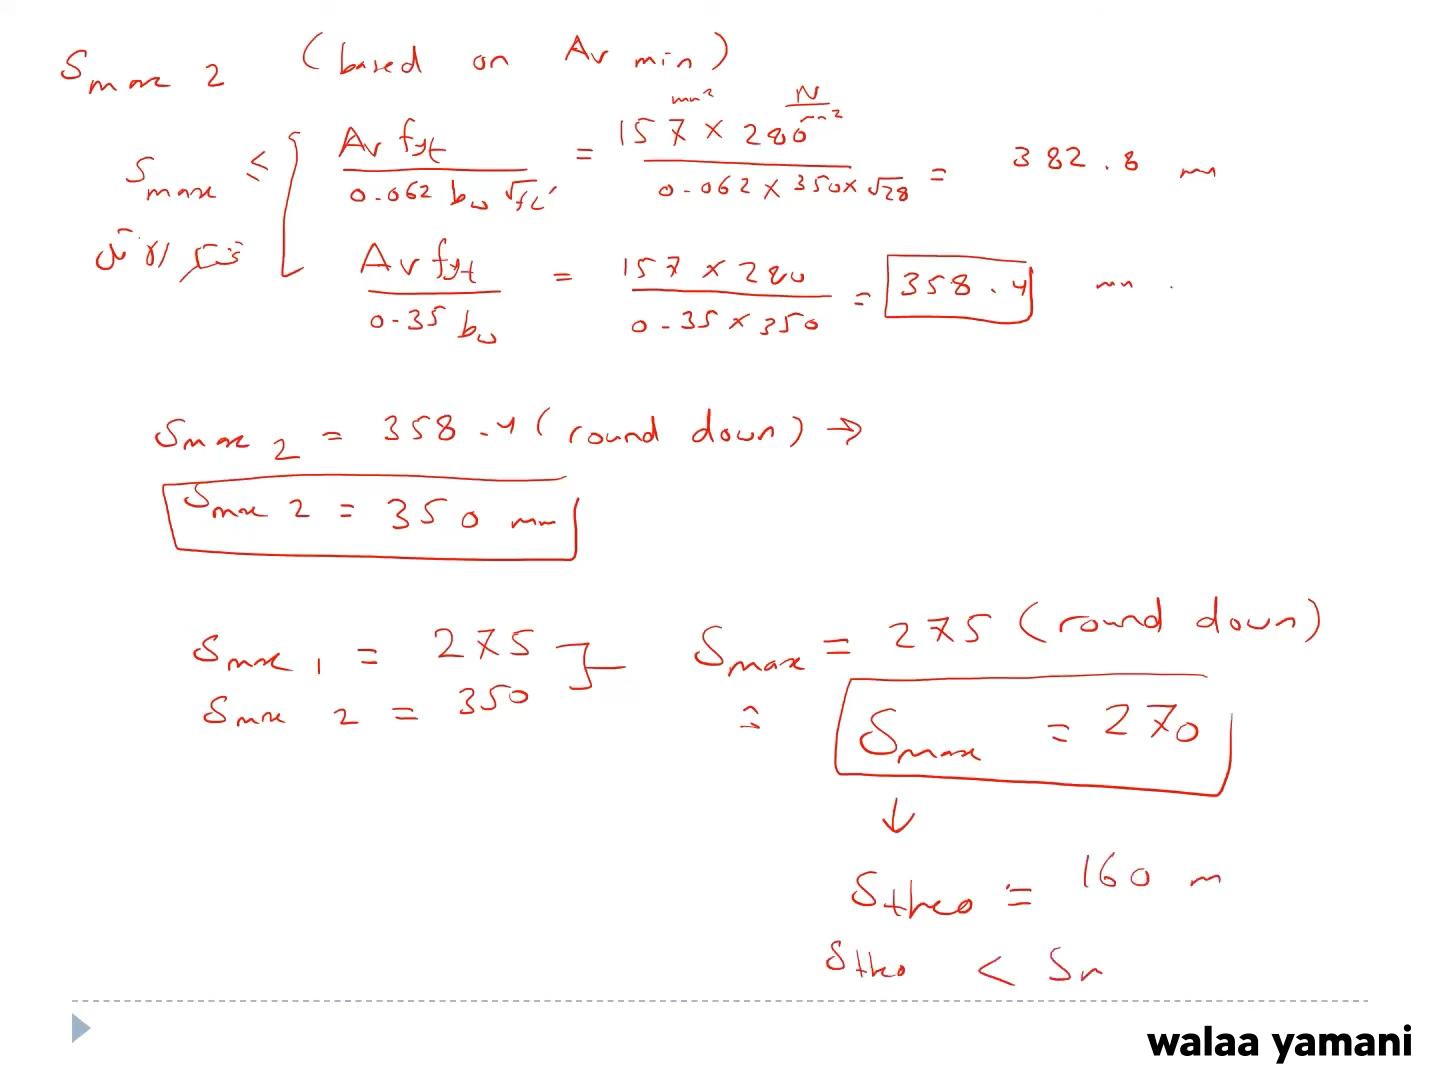 Smax 2 (based on Av min)
Smax ≤ { Av fyt / 0.062 bw √fc' = 157 mm² × 280 N/mm² / 0.062 × 350 × √28 = 382.8 mm
نختار الاقل
Av fyt / 0.35 bw = 157 × 280 / 0.35 × 350 = 358.4 mm.
Smax 2 = 358.4 (round down) →
Smax 2 = 350 mm
Smax 1 = 275
Smax 2 = 350
Smax = 275 (round down)
Smax = 270
↓
Stheo = 160 m
Stheo < Sm
walaa yamani